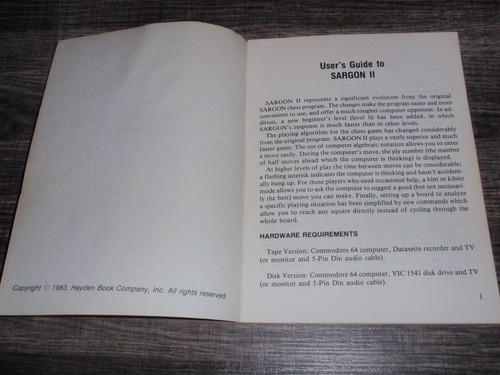 Copyright © 1983, Hayden Book Company, Inc. All rights reserved
User's Guide to
SARGON II
SARGON II represents a significant evolution from the original
SARGON chess program. The changes make the program easier and more
convenient to use, and offer a much tougher computer opponent. In ad-
dition, a new beginner's level (level 0) has been added, in which
SARGON's response is much faster than in other levels.
The playing algorithm for the chess game has changed considerably
from the original program. SARGON II plays a vastly superior and much
faster game. The use of computer algebraic notation allows you to enter
a move easily. During the computer's move, the ply number (the number
of half moves ahead which the computer is thinking) is displayed.
At higher levels of play the time between moves can be considerable;
a flashing asterisk indicates the computer is thinking and hasn't accident-
ally hung up. For those players who need occasional help, a hint or kibitz
mode allows you to ask the computer to suggest a good (but not necessari-
ly the best) move you can make. Finally, setting up a board to analyze
a specific playing situation has been simplified by new commands which
allow you to reach any square directly instead of cycling through the
whole board.
HARDWARE REQUIREMENTS
Tape Version: Commodore 64 computer, Datasette recorder and TV
(or monitor and 5-Pin Din audio cable).
Disk Version: Commodore 64 computer, VIC 1541 disk drive and TV
(or monitor and 5-Pin Din audio cable).
1